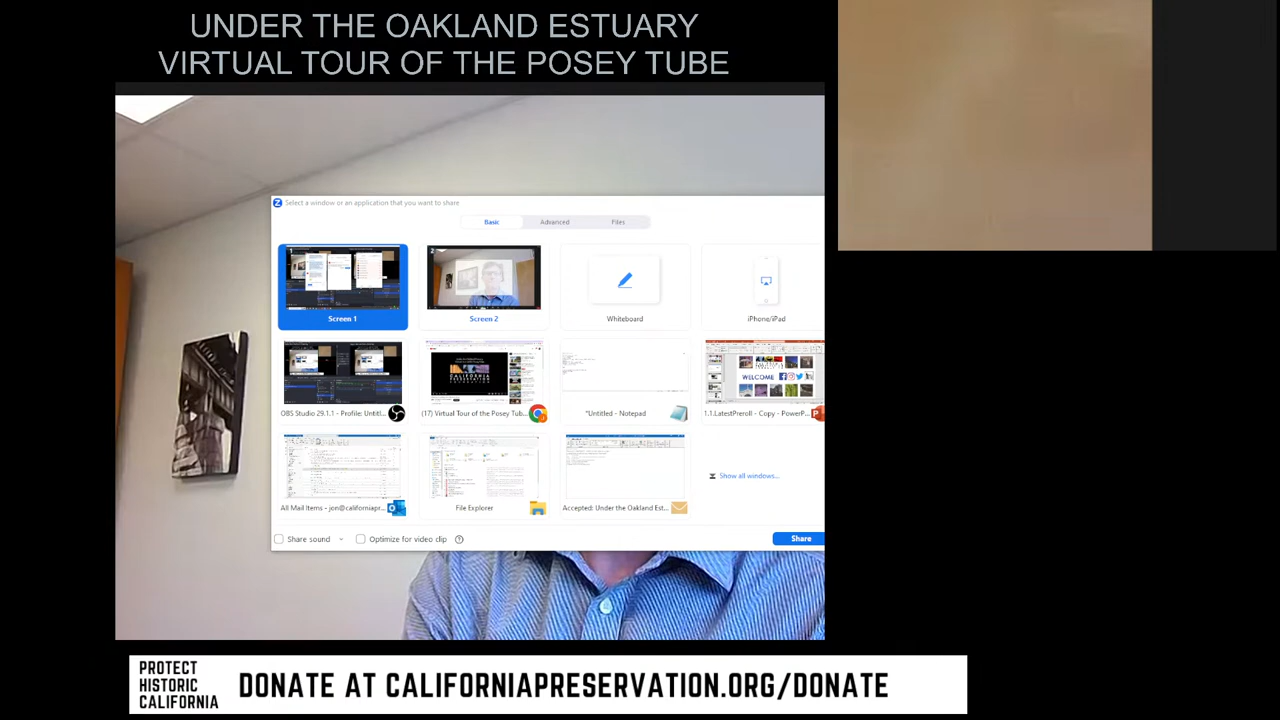 UNDER THE OAKLAND ESTUARY
VIRTUAL TOUR OF THE POSEY TUBE
Select a window or an application that you want to share
Basic
Advanced
Files
Screen 1
Screen 2
Whiteboard
iPhone/iPad
OBS Studio 29.1.1 - Profile: Untitl...
(17) Virtual Tour of the Posey Tub...
*Untitled - Notepad
WELCOME
1.1.LatestPreroll - Copy - PowerP...
All Mail Items - jon@californiapr...
File Explorer
Accepted: Under the Oakland Est...
Show all windows...
Share sound
Optimize for video clip
Share
PROTECT
HISTORIC
CALIFORNIA
DONATE AT CALIFORNIAPRESERVATION.ORG/DONATE